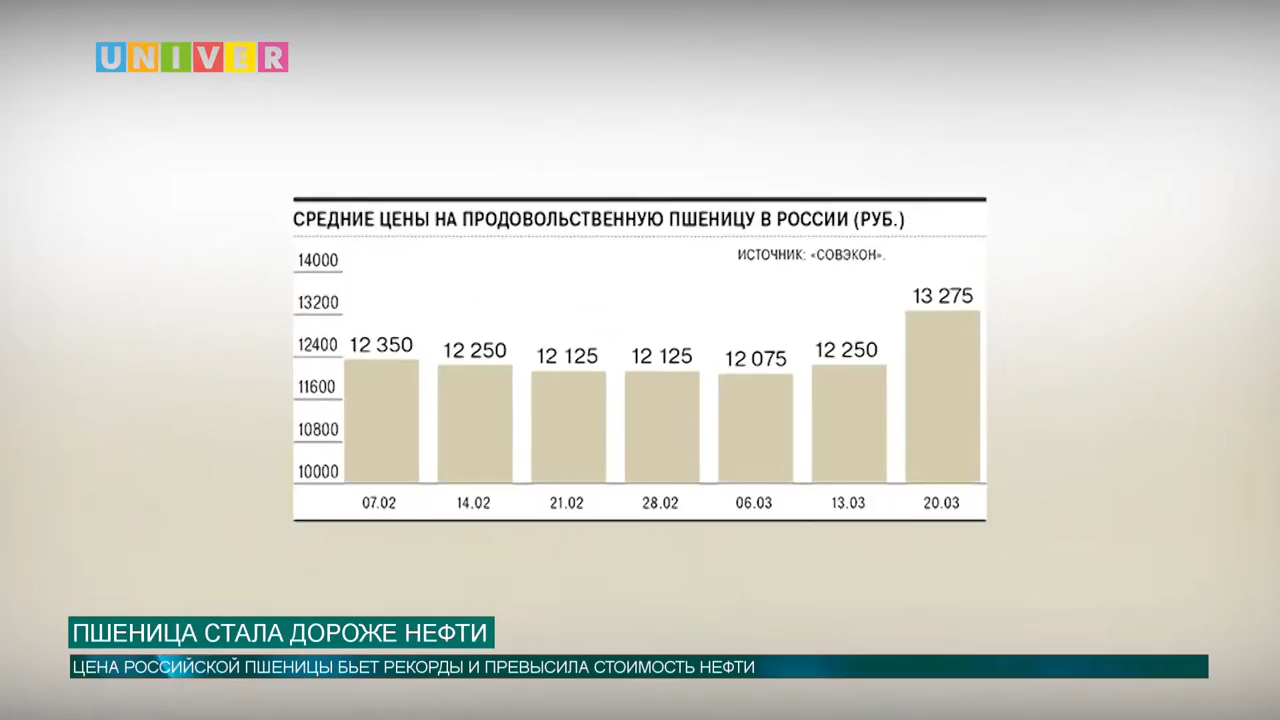 UNIVER
СРЕДНИЕ ЦЕНЫ НА ПРОДОВОЛЬСТВЕННУЮ ПШЕНИЦУ В РОССИИ (РУБ.)
ИСТОЧНИК: «СОВЭКОН».
14000
13200
12400
11600
10800
10000
12 350
12 250
12 125
12 125
12 075
12 250
13 275
07.02 14.02 21.02 28.02 06.03 13.03 20.03
ПШЕНИЦА СТАЛА ДОРОЖЕ НЕФТИ
ЦЕНА РОССИЙСКОЙ ПШЕНИЦЫ БЬЕТ РЕКОРДЫ И ПРЕВЫСИЛА СТОИМОСТЬ НЕФТИ